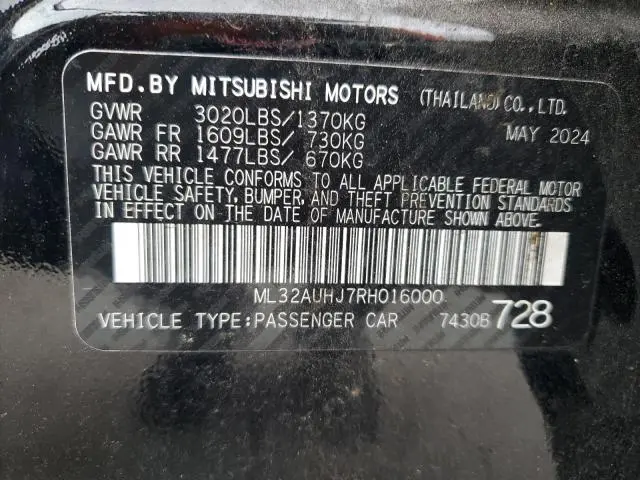 MFD.BY MITSUBISHI MOTORS (THAILAND)CO.,LTD.
GVWR 3020LBS/1370KG MAY 2024
GAWR FR 1609LBS/ 730KG
GAWR RR 1477LBS/ 670KG
THIS VEHICLE CONFORMS TO ALL APPLICABLE FEDERAL MOTOR
VEHICLE SAFETY, BUMPER, AND THEFT PREVENTION STANDARDS
IN EFFECT ON THE DATE OF MANUFACTURE SHOWN ABOVE.
ML32AUHJ7RH016000
VEHICLE TYPE:PASSENGER CAR 7430B 728